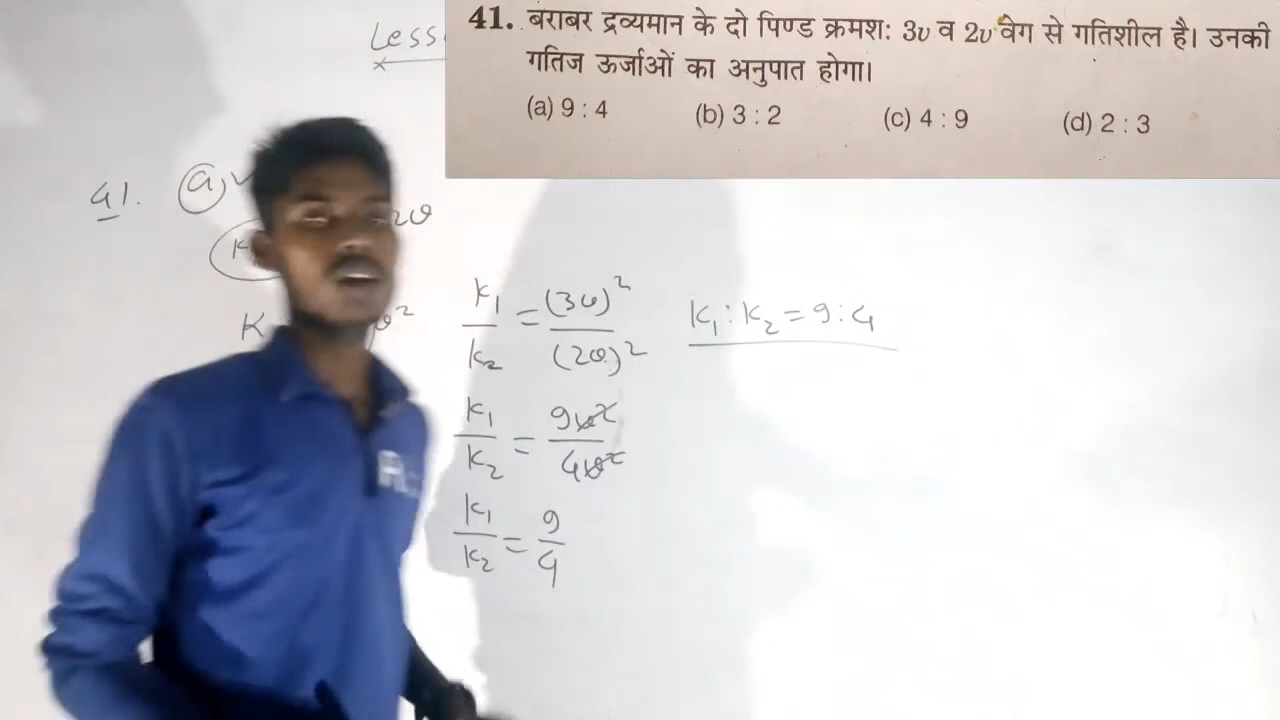 41. बराबर द्रव्यमान के दो पिण्ड क्रमशः 3v व 2v वेग से गतिशील है। उनकी
गतिज ऊर्जाओं का अनुपात होगा।
(a) 9 : 4 (b) 3 : 2 (c) 4 : 9 (d) 2 : 3
Less
41.
K
K₁/K₂ = (3v)²/(2v)²
K₁/K₂ = 9v²/4v²
K₁/K₂ = 9/4
K₁ : K₂ = 9 : 4